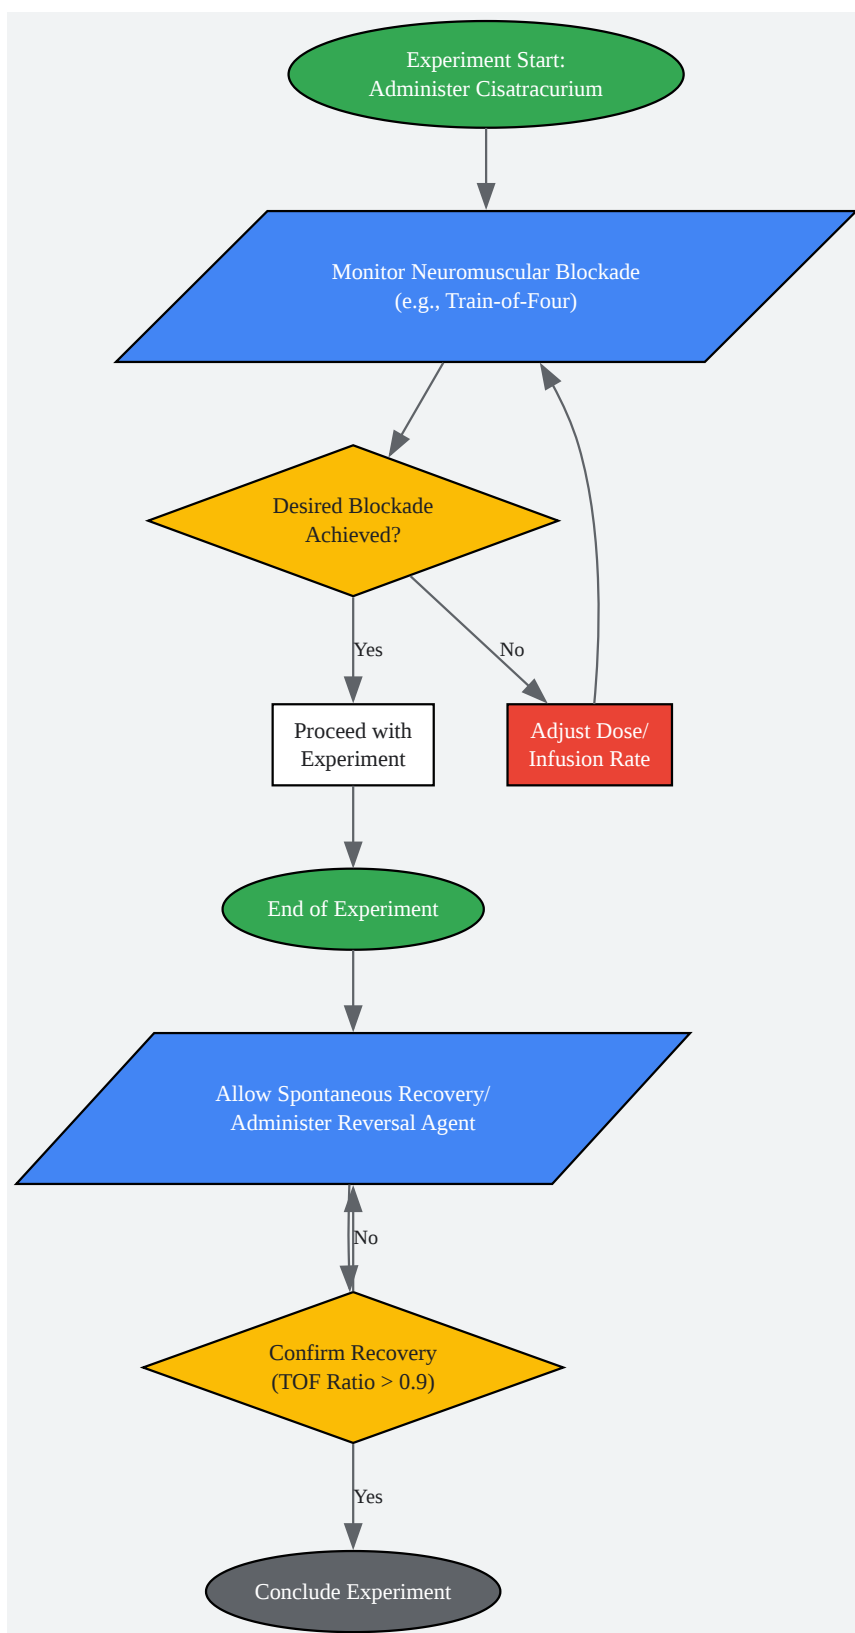 Experiment Start:
Administer Cisatracurium
Monitor Neuromuscular Blockade
(e.g., Train-of-Four)
Desired Blockade
Achieved?
Yes
No
Proceed with
Experiment
Adjust Dose/
Infusion Rate
End of Experiment
Allow Spontaneous Recovery/
Administer Reversal Agent
No
Confirm Recovery
(TOF Ratio > 0.9)
Yes
Conclude Experiment